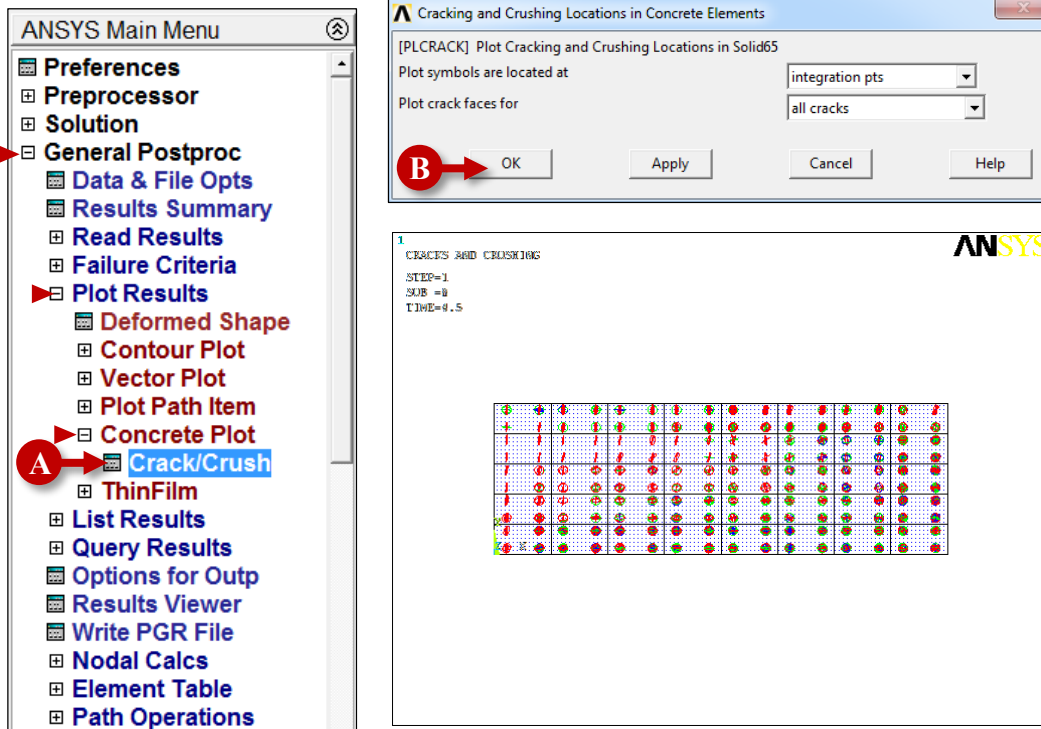 ANSYS Main Menu
Preferences
Preprocessor
Solution
General Postproc
Data & File Opts
Results Summary
Read Results
Failure Criteria
Plot Results
Deformed Shape
Contour Plot
Vector Plot
Plot Path Item
Concrete Plot
A
Crack/Crush
ThinFilm
List Results
Query Results
Options for Outp
Results Viewer
Write PGR File
Nodal Calcs
Element Table
Path Operations
Cracking and Crushing Locations in Concrete Elements
[PLCRACK] Plot Cracking and Crushing Locations in Solid65
Plot symbols are located at
integration pts
Plot crack faces for
all cracks
B
OK
Apply
Cancel
Help
1
CRACKS AND CRUSHING
ANSYS
STEP=1
SUB =